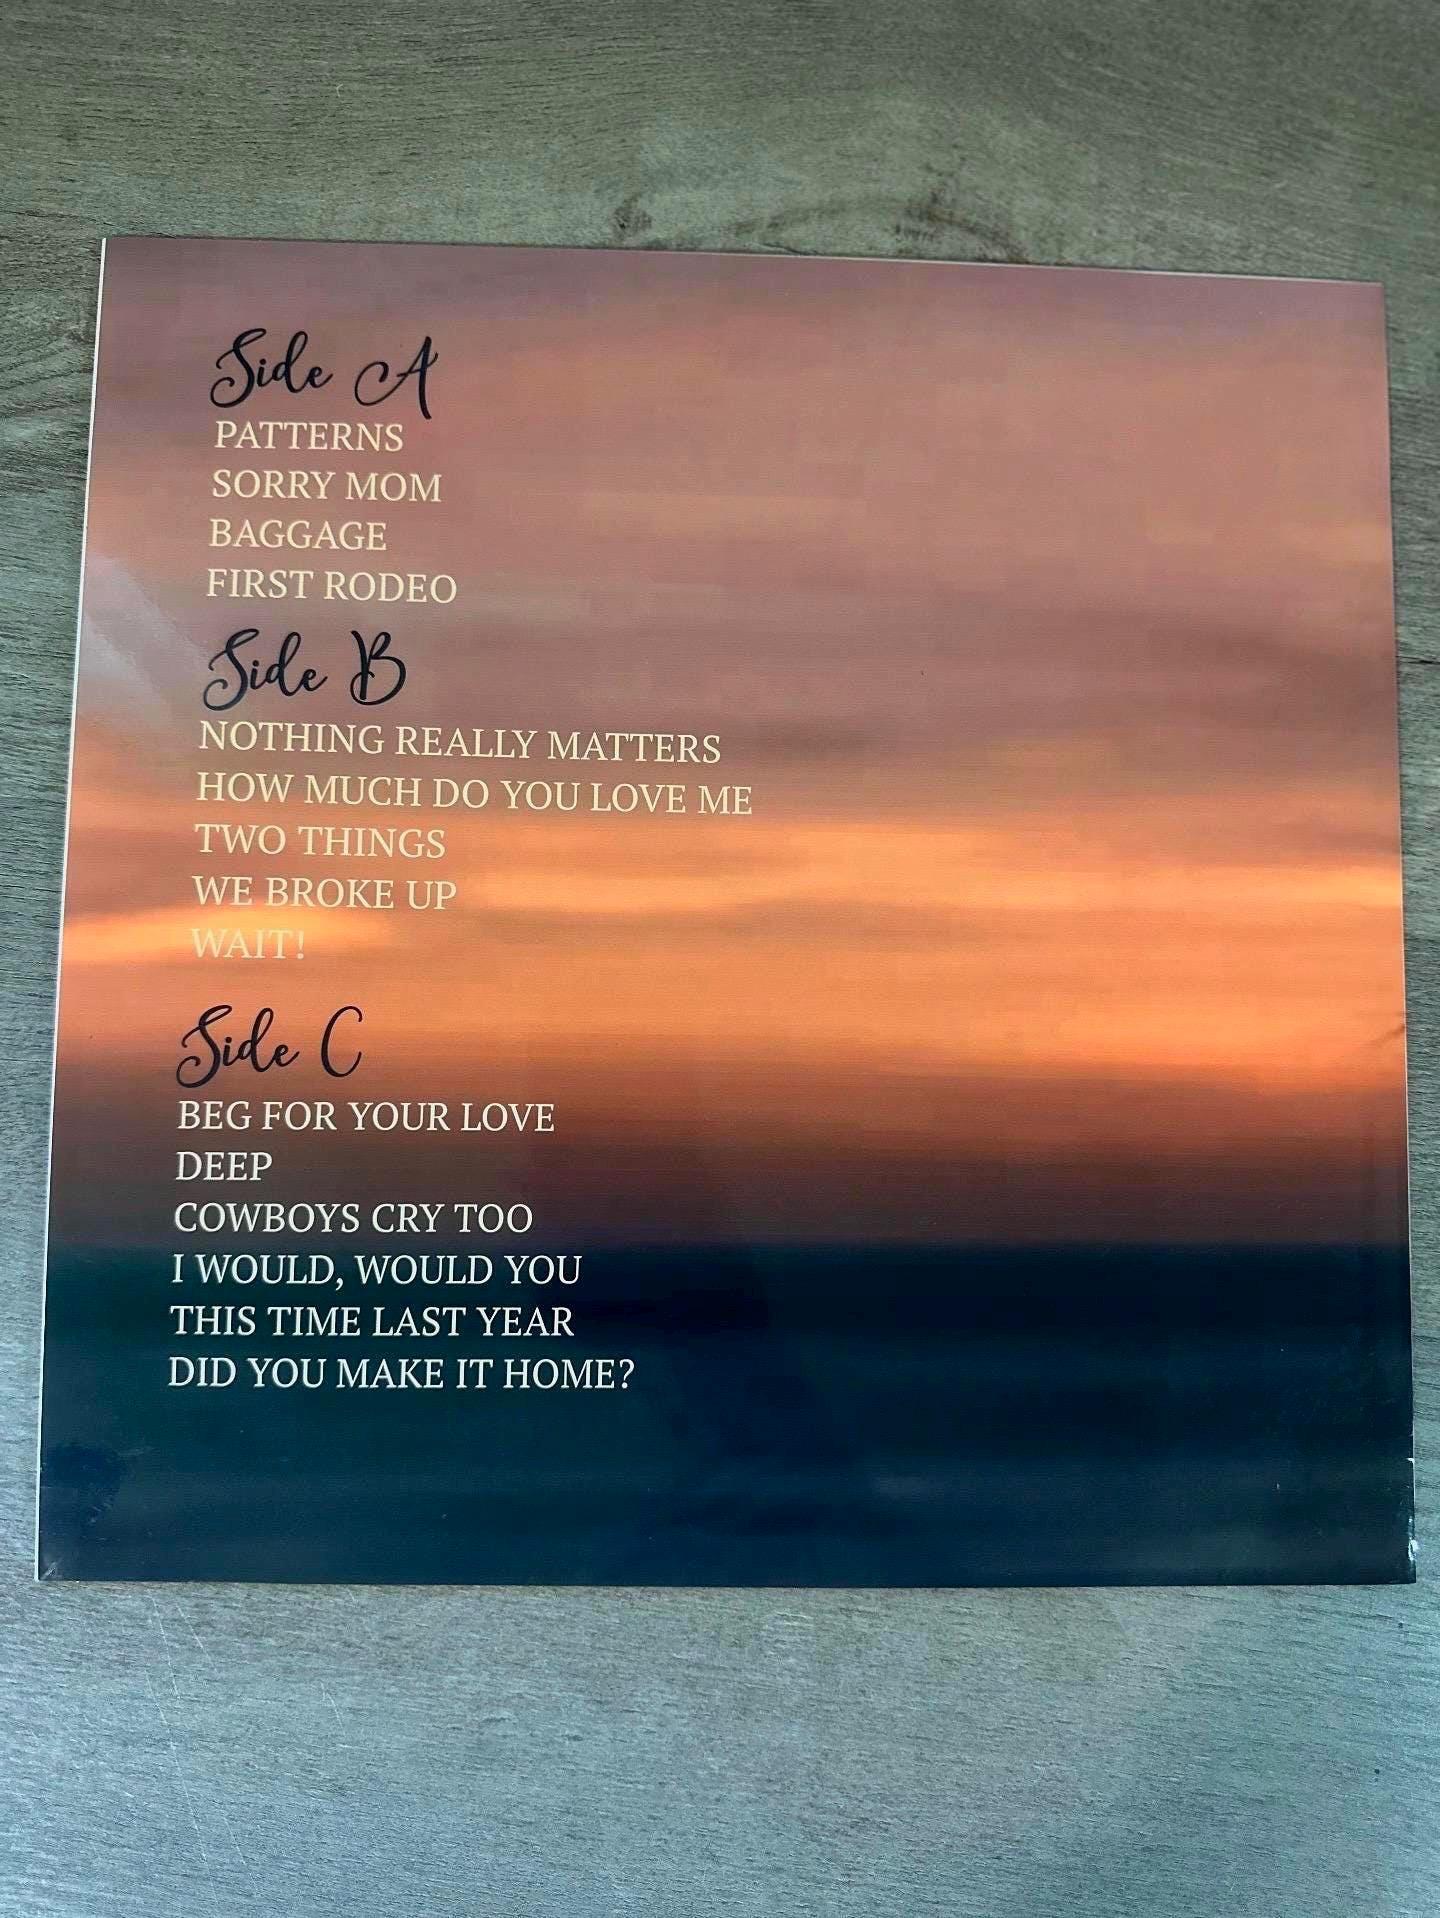 Side A
PATTERNS
SORRY MOM
BAGGAGE
FIRST RODEO
Side B
NOTHING REALLY MATTERS
HOW MUCH DO YOU LOVE ME
TWO THINGS
WE BROKE UP
WAIT!
Side C
BEG FOR YOUR LOVE
DEEP
COWBOYS CRY TOO
I WOULD, WOULD YOU
THIS TIME LAST YEAR
DID YOU MAKE IT HOME?